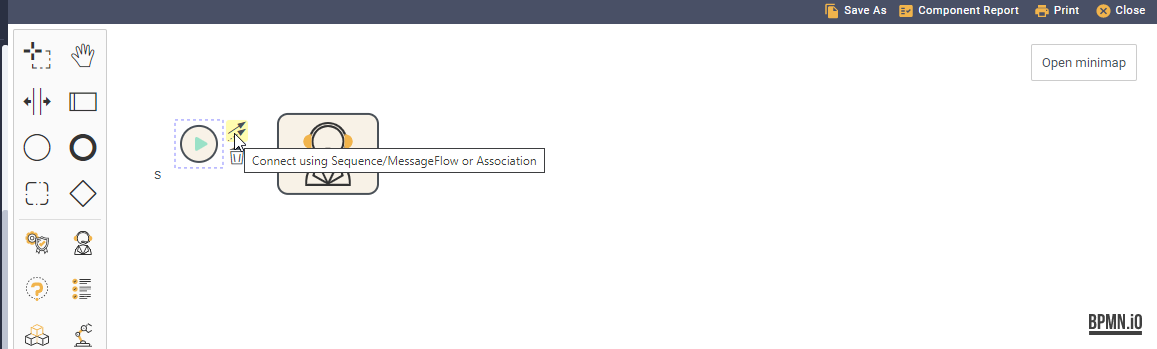 Save As Component Report Print Close
Open minimap
Connect using Sequence/MessageFlow or Association
S
BPMN.iO